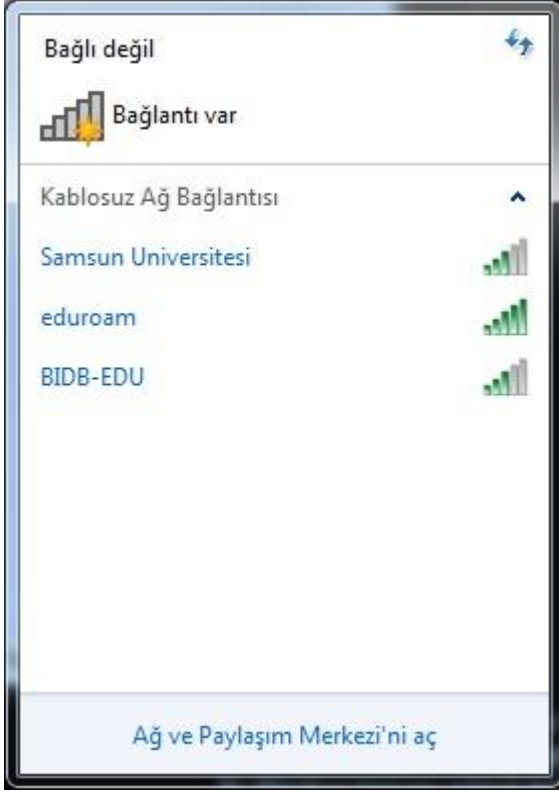 Bağlı değil
Bağlantı var
Kablosuz Ağ Bağlantısı
Samsun Universitesi
eduroam
BIDB-EDU
Ağ ve Paylaşım Merkezi'ni aç